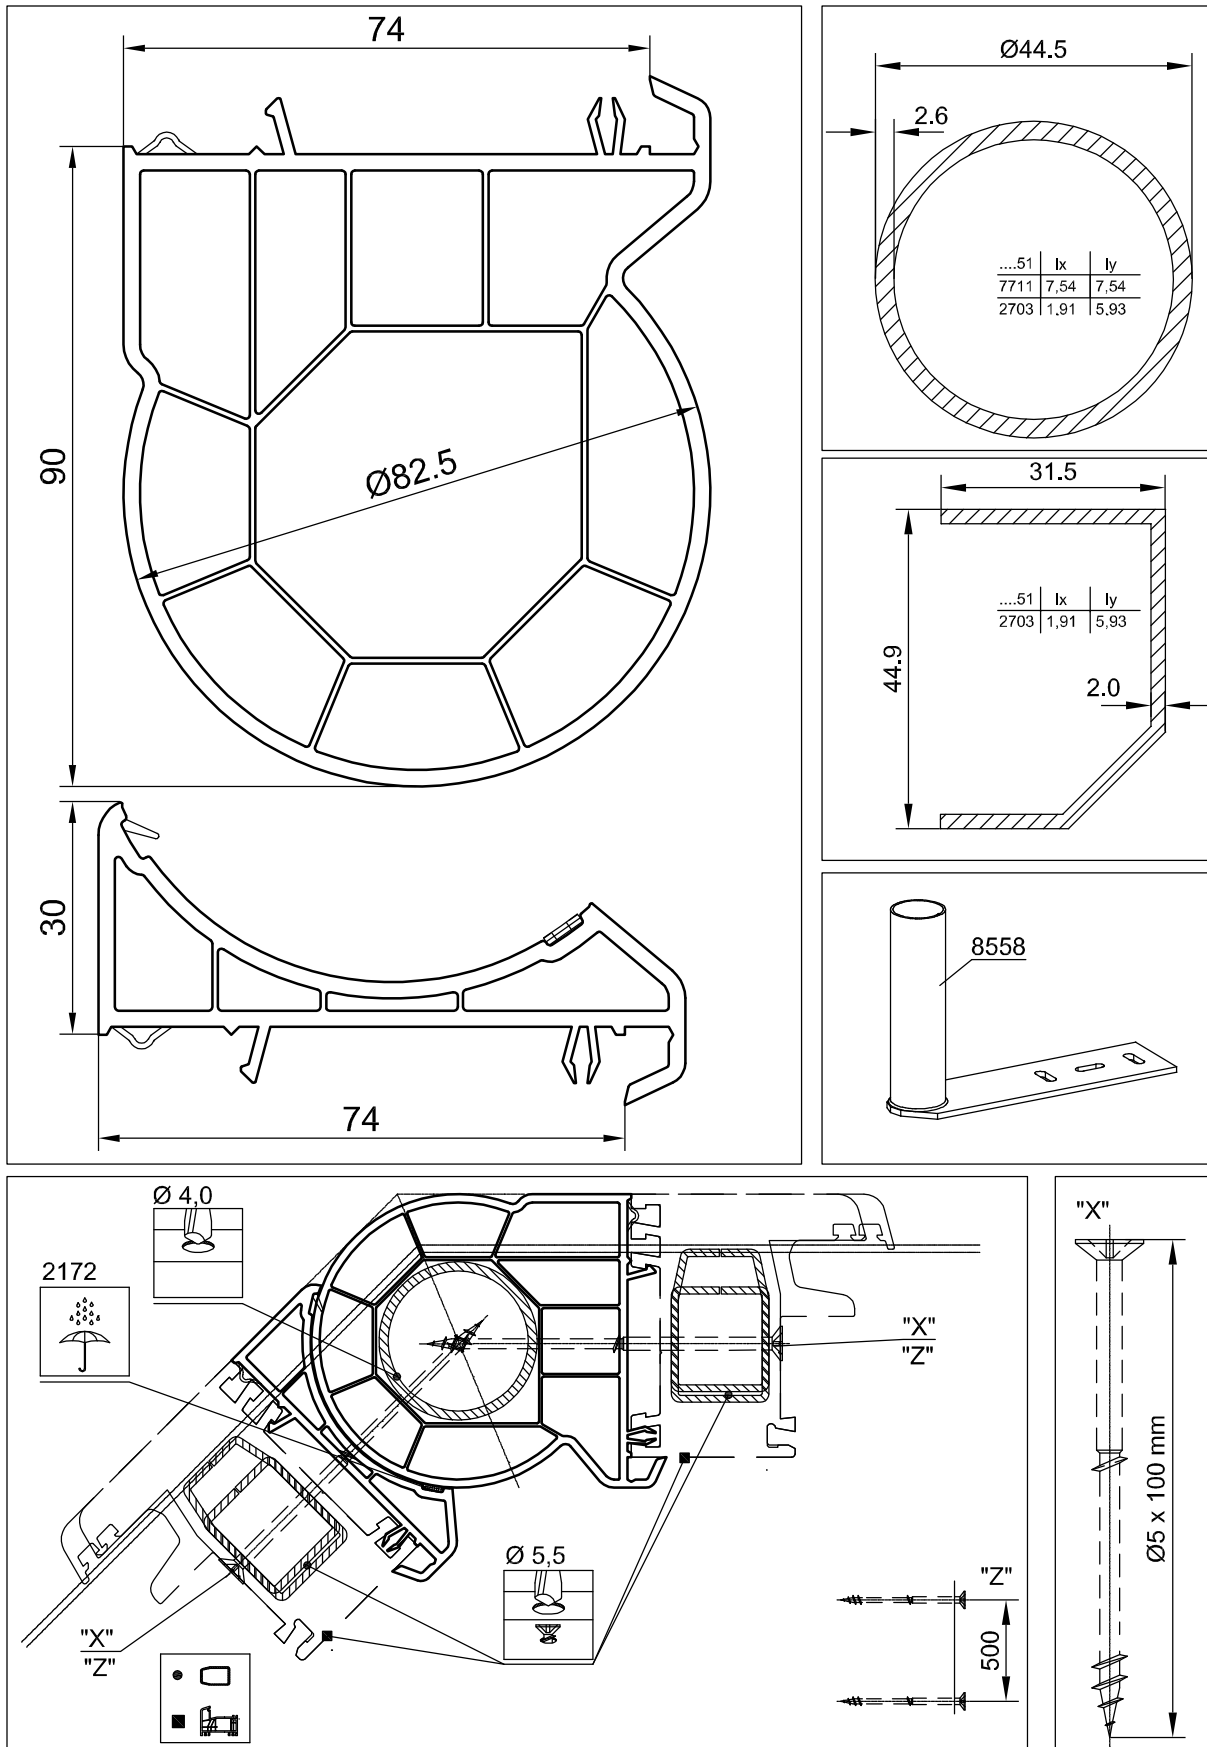 74
90
Ø82.5
30
74
Ø44.5
2.6
....51 Ix Iy
7711 7,54 7,54
2703 1,91 5,93
31.5
44.9
....51 Ix Iy
2703 1,91 5,93
2.0
8558
Ø 4,0
2172
"X"
"Z"
Ø 5,5
"X"
"Z"
"Z"
500
"X"
Ø5 x 100 mm